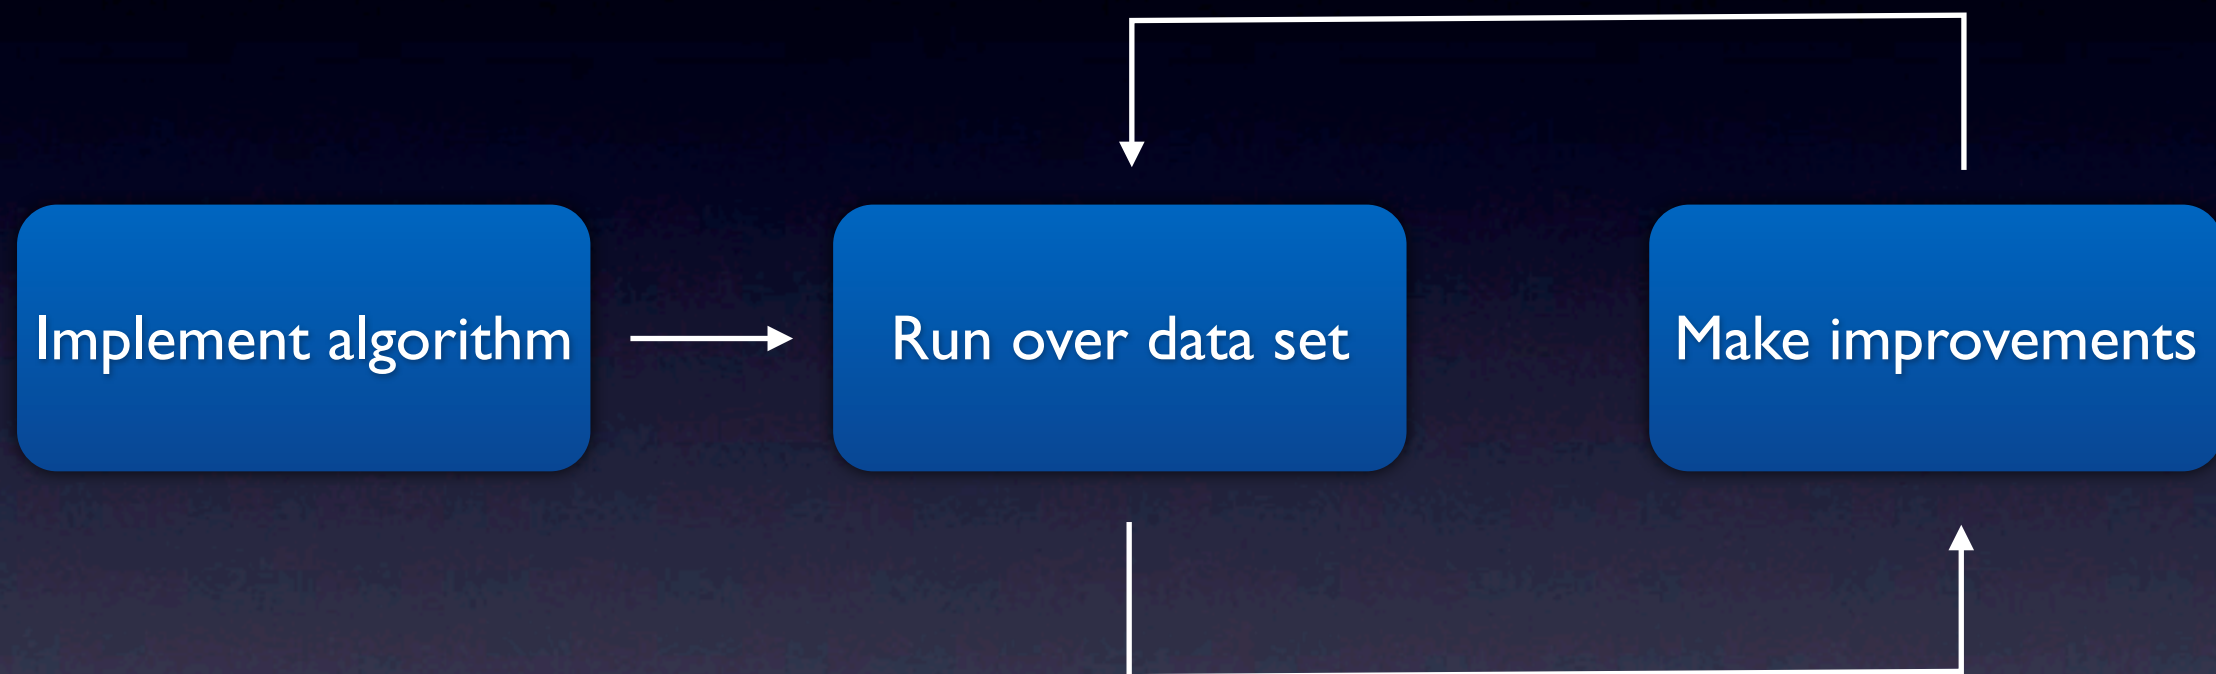 Implement algorithm
Run over data set
Make improvements